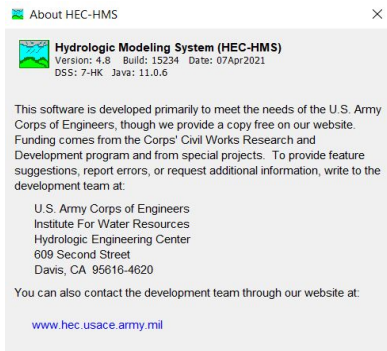 About HEC-HMS
Hydrologic Modeling System (HEC-HMS)
Version: 4.8 Build: 15234 Date: 07Apr2021
DSS: 7-HK Java: 11.0.6
This software is developed primarily to meet the needs of the U.S. Army
Corps of Engineers, though we provide a copy free on our website.
Funding comes from the Corps' Civil Works Research and
Development program and from special projects. To provide feature
suggestions, report errors, or request additional information, write to the
development team at:
U.S. Army Corps of Engineers
Institute For Water Resources
Hydrologic Engineering Center
609 Second Street
Davis, CA 95616-4620
You can also contact the development team through our website at:
www.hec.usace.army.mil